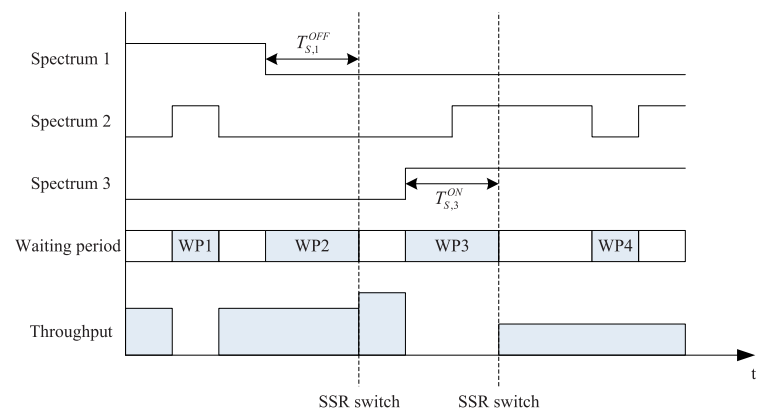 Spectrum 1
T_{S,1}^{OFF}
Spectrum 2
Spectrum 3
T_{S,3}^{ON}
Waiting period WP1 WP2 WP3 WP4
Throughput
t
SSR switch SSR switch